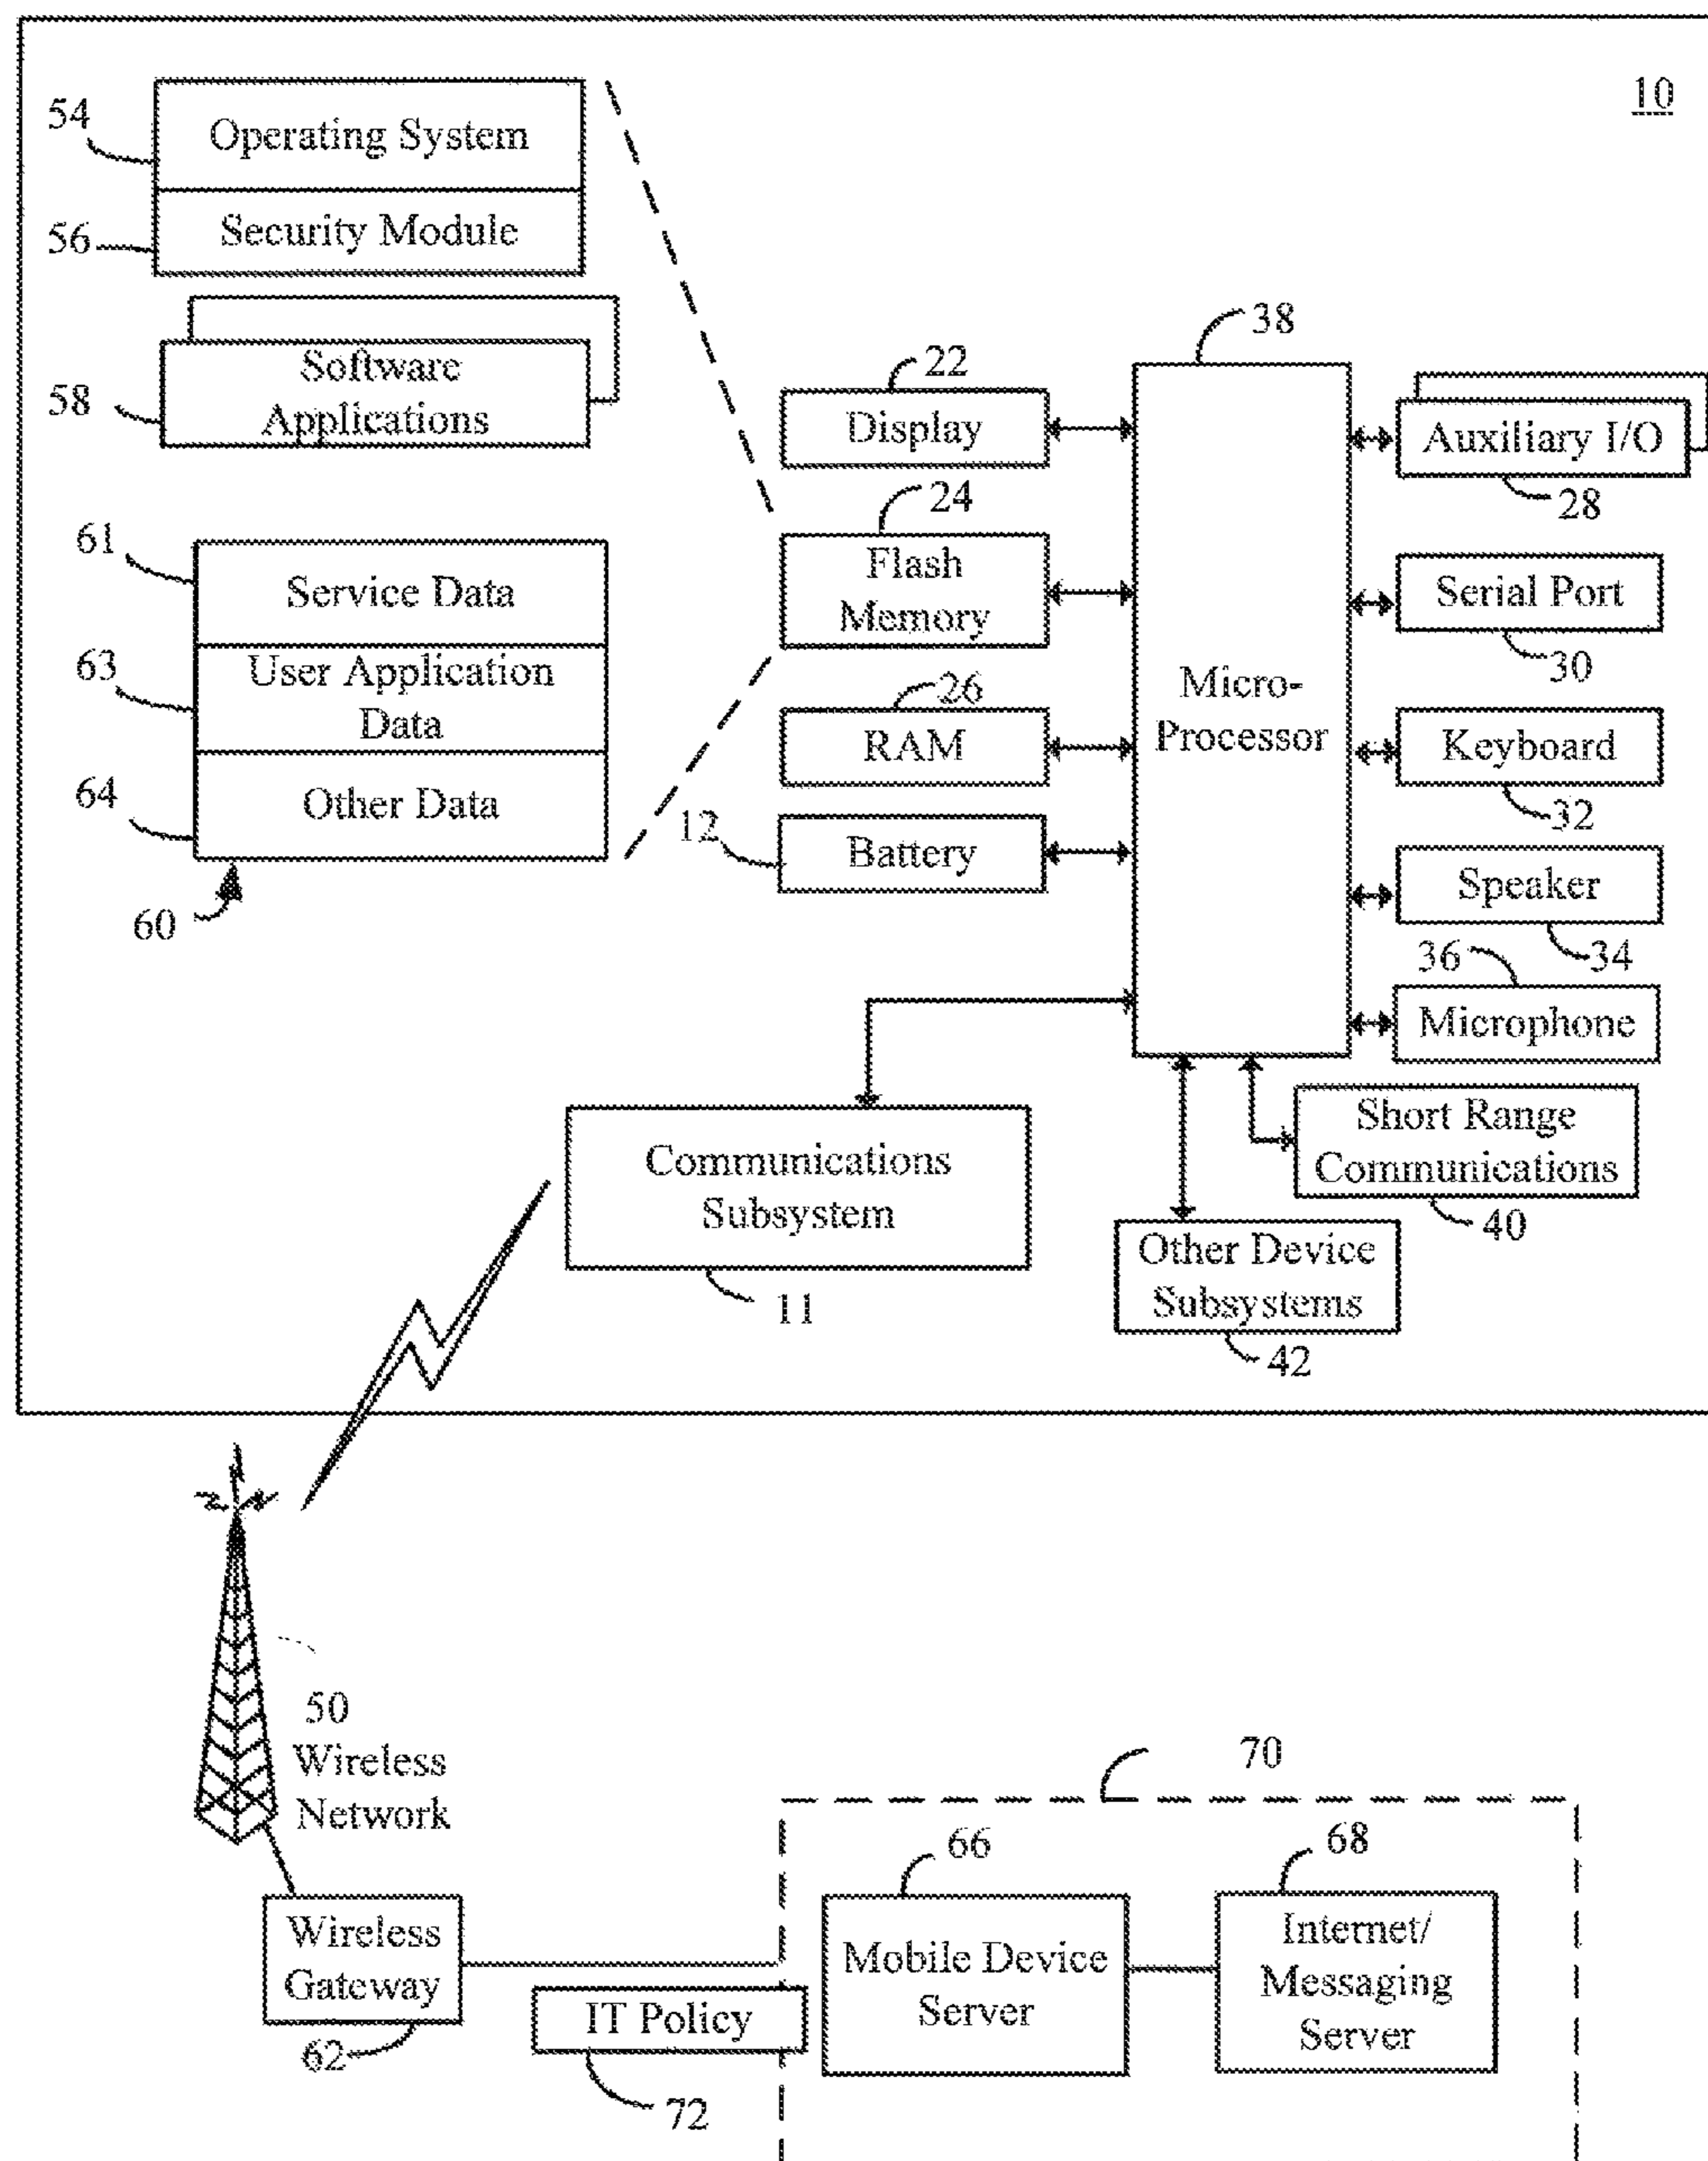 10
54
Operating System
56
Security Module
58
Software
Applications
61
Service Data
63
User Application
Data
64
Other Data
60
22
Display
24
Flash
Memory
26
RAM
12
Battery
38
Micro-
Processor
Auxiliary I/O
28
Serial Port
30
Keyboard
32
Speaker
34
36
Microphone
Short Range
Communications
40
Other Device
Subsystems
42
Communications
Subsystem
11
50
Wireless
Network
Wireless
Gateway
62
IT Policy
72
70
66
Mobile Device
Server
68
Internet/
Messaging
Server